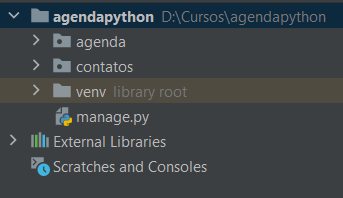 agendapython D:\Cursos\agendapython
agenda
contatos
venv library root
manage.py
External Libraries
Scratches and Consoles